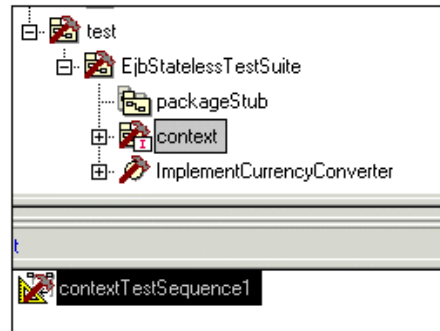 test
EjbStatelessTestSuite
packageStub
context
ImplementCurrencyConverter
t
contextTestSequence1